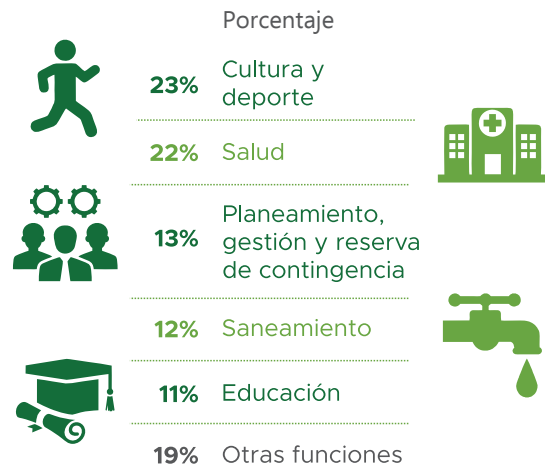 Porcentaje
23% Cultura y
deporte
22% Salud
Planeamiento,
13% gestión y reserva
de contingencia
12% Saneamiento
11% Educación
19% Otras funciones